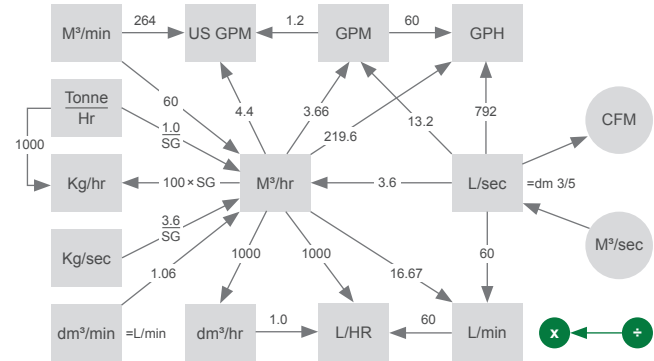 M³/min
264
US GPM
1.2
GPM
60
GPH
60
4.4
3.66
219.6
13.2
792
Tonne
Hr
1.0
SG
1000
CFM
Kg/hr
100 × SG
M³/hr
3.6
L/sec
=dm 3/5
M³/sec
Kg/sec
3.6
SG
1.06
1000
1000
16.67
60
dm³/min
=L/min
dm³/hr
1.0
L/HR
60
L/min
x
÷